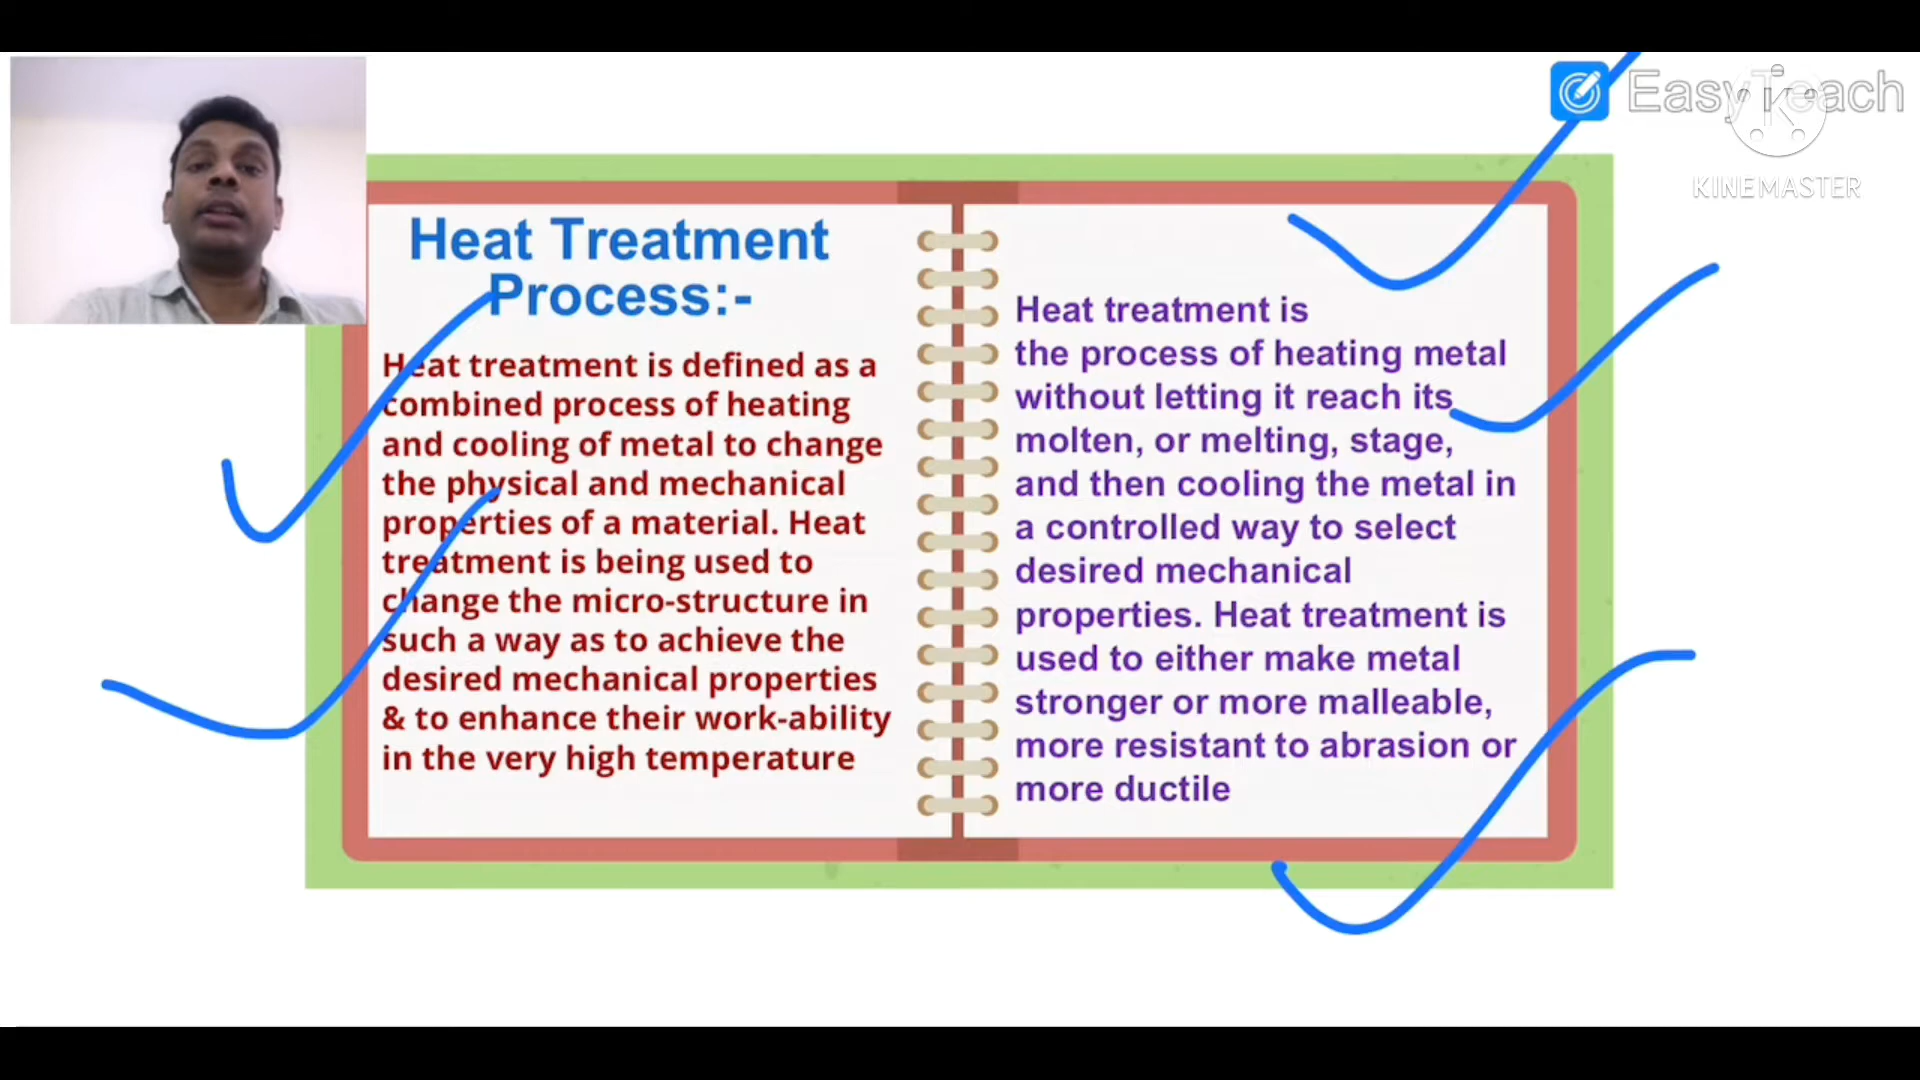 EasyTeach
KINEMASTER
Heat Treatment
Process:-
Heat treatment is defined as a
combined process of heating
and cooling of metal to change
the physical and mechanical
properties of a material. Heat
treatment is being used to
change the micro-structure in
such a way as to achieve the
desired mechanical properties
& to enhance their work-ability
in the very high temperature
Heat treatment is
the process of heating metal
without letting it reach its
molten, or melting, stage,
and then cooling the metal in
a controlled way to select
desired mechanical
properties. Heat treatment is
used to either make metal
stronger or more malleable,
more resistant to abrasion or
more ductile